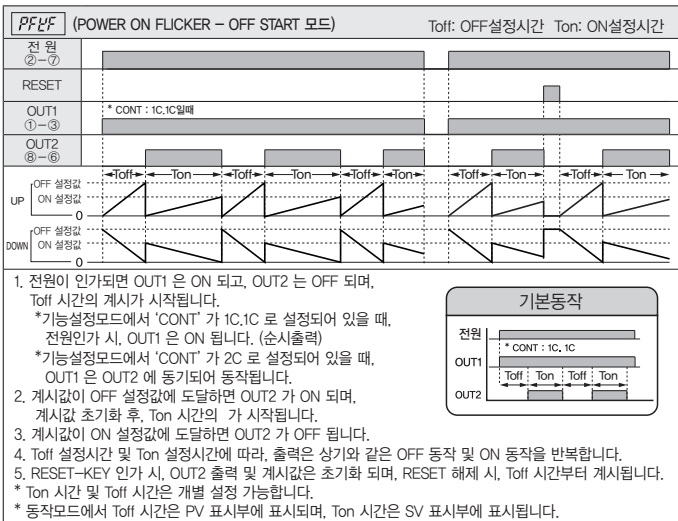 PFKF (POWER ON FLICKER - OFF START 모드) Toff: OFF설정시간 Ton: ON설정시간
전 원
②-⑦
RESET
OUT1
①-③
* CONT : 1C.1C일때
OUT2
⑧-⑥
Toff Ton Toff Ton Toff Ton Toff Ton Toff Ton
UP
OFF 설정값
ON 설정값
0
DOWN
OFF 설정값
ON 설정값
0
1. 전원이 인가되면 OUT1 은 ON 되고, OUT2 는 OFF 되며,
Toff 시간의 계시가 시작됩니다.
*기능설정모드에서 'CONT' 가 1C.1C 로 설정되어 있을 때,
전원인가 시, OUT1 은 ON 됩니다. (순시출력)
*기능설정모드에서 'CONT' 가 2C 로 설정되어 있을 때,
OUT1 은 OUT2 에 동기되어 동작됩니다.
2. 계시값이 OFF 설정값에 도달하면 OUT2 가 ON 되며,
계시값 초기화 후, Ton 시간의 가 시작됩니다.
3. 계시값이 ON 설정값에 도달하면 OUT2 가 OFF 됩니다.
4. Toff 설정시간 및 Ton 설정시간에 따라, 출력은 상기와 같은 OFF 동작 및 ON 동작을 반복합니다.
5. RESET-KEY 인가 시, OUT2 출력 및 계시값은 초기화 되며, RESET 해제 시, Toff 시간부터 계시됩니다.
* Ton 시간 및 Toff 시간은 개별 설정 가능합니다.
* 동작모드에서 Toff 시간은 PV 표시부에 표시되며, Ton 시간은 SV 표시부에 표시됩니다.
기본동작
전원
* CONT : 1C. 1C
OUT1
Toff Ton Toff Ton
OUT2